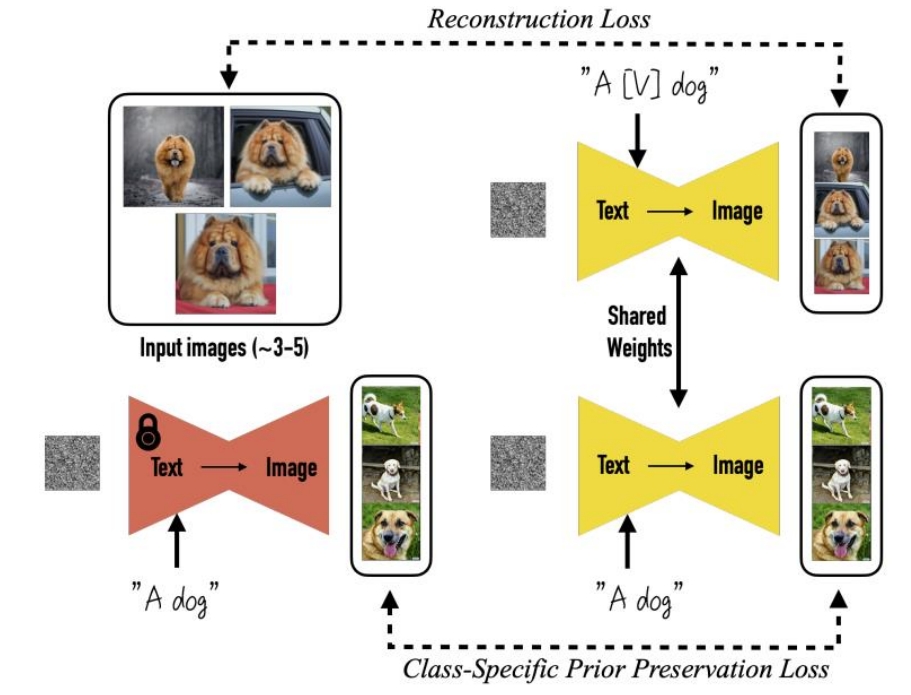 Reconstruction Loss
"A [V] dog"
Text → Image
Input images (~3-5)
Shared
Weights
Text → Image
Text → Image
"A dog"
"A dog"
Class-Specific Prior Preservation Loss